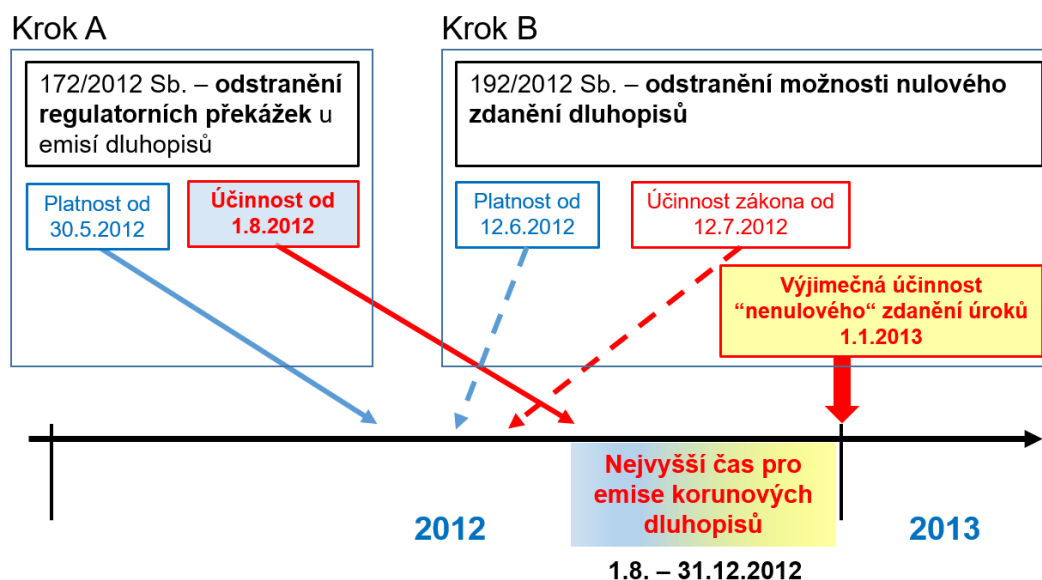 Krok A
172/2012 Sb. – odstranění
regulatorních překážek u
emisí dluhopisů
Platnost od
30.5.2012
Účinnost od
1.8.2012
Krok B
192/2012 Sb. – odstranění možnosti nulového
zdanění dluhopisů
Platnost od
12.6.2012
Účinnost zákona od
12.7.2012
Výjimečná účinnost
“nenulového“ zdanění úroků
1.1.2013
Nejvyšší čas pro
emise korunových
dluhopisů
2012
2013
1.8. – 31.12.2012